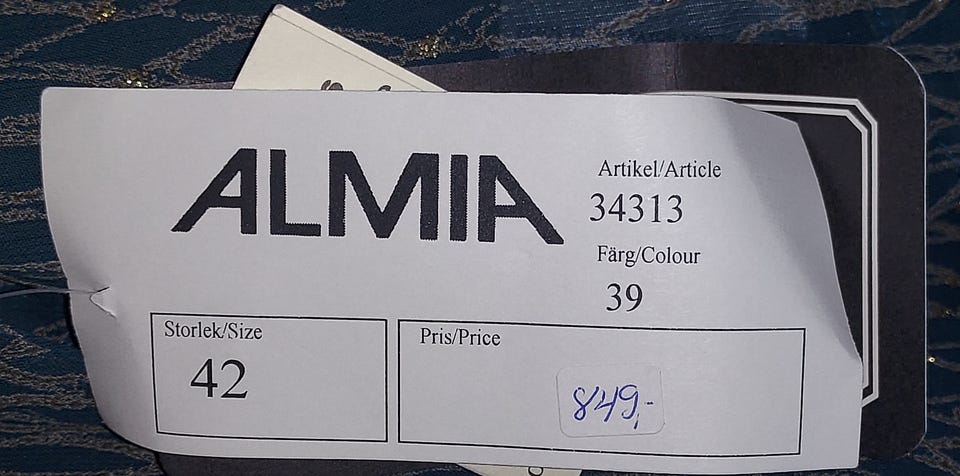 ALMIA
Artikel/Article
34313
Färg/Colour
39
Storlek/Size
42
Pris/Price
849,-